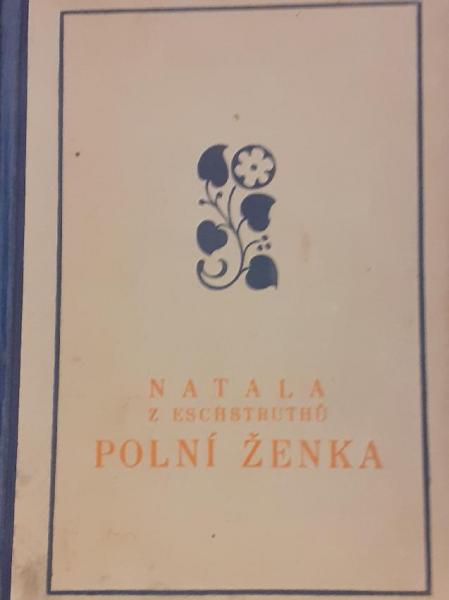 NATALA
Z ESCHSTRUTHŮ
POLNÍ ŽENKA